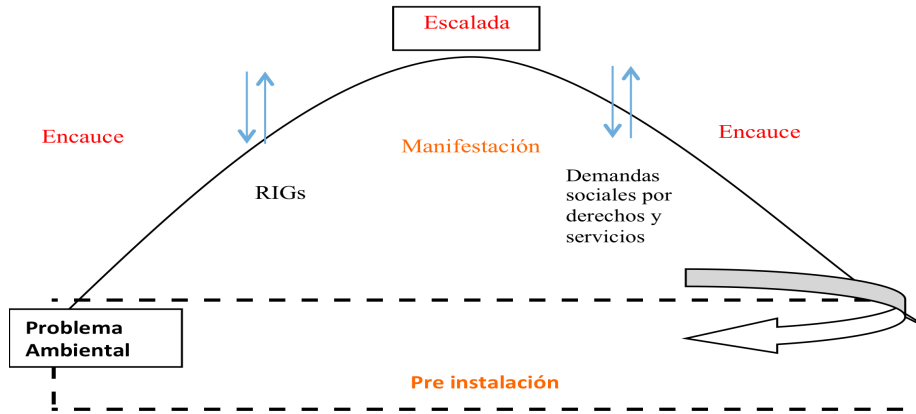 Escalada
Encauce
Encauce
Manifestación
RIGs
Demandas
sociales por
derechos y
servicios
Problema
Ambiental
Pre instalación